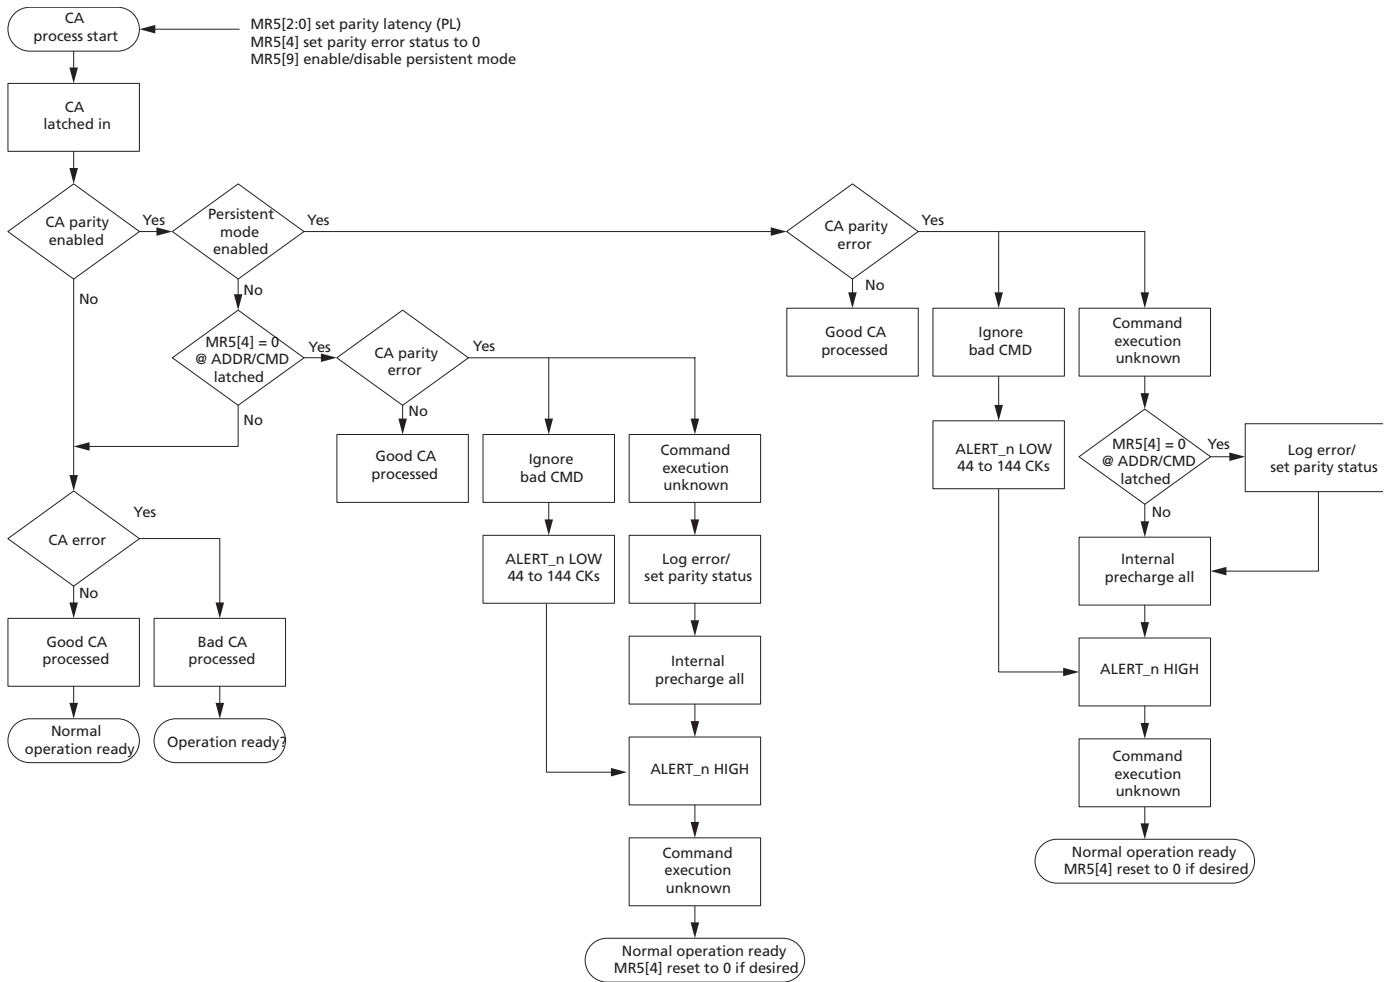 CA
process start
MR5[2:0] set parity latency (PL)
MR5[4] set parity error status to 0
MR5[9] enable/disable persistent mode
CA
latched in
CA parity
enabled
Yes
No
Persistent
mode
enabled
Yes
No
CA parity
error
Yes
No
MR5[4] = 0
@ ADDR/CMD
latched
Yes
No
CA parity
error
Yes
No
Good CA
processed
Ignore
bad CMD
Command
execution
unknown
Good CA
processed
Ignore
bad CMD
Command
execution
unknown
ALERT_n LOW
44 to 144 CKs
MR5[4] = 0
@ ADDR/CMD
latched
Yes
No
Log error/
set parity status
CA error
Yes
No
ALERT_n LOW
44 to 144 CKs
Log error/
set parity status
Internal
precharge all
Good CA
processed
Bad CA
processed
Internal
precharge all
ALERT_n HIGH
Normal
operation ready
Operation ready?
ALERT_n HIGH
Command
execution
unknown
Command
execution
unknown
Normal operation ready
MR5[4] reset to 0 if desired
Normal operation ready
MR5[4] reset to 0 if desired